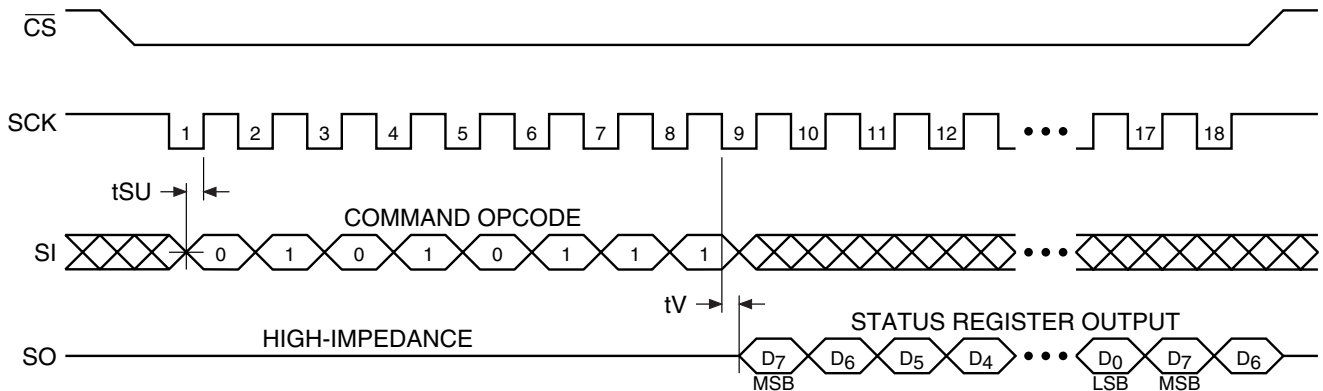 CS
SCK 1 2 3 4 5 6 7 8 9 10 11 12 ••• 17 18
tSU
COMMAND OPCODE
SI 0 1 0 1 0 1 1 1 •••
tV
HIGH-IMPEDANCE STATUS REGISTER OUTPUT
SO D7 D6 D5 D4 ••• D0 D7 D6
MSB LSB MSB